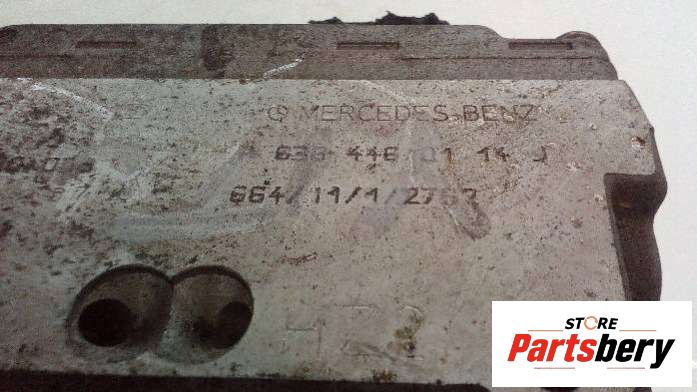 MERCEDES-BENZ
A 638 446 01 14 J
664/11/1/2757
STORE
Partsbery